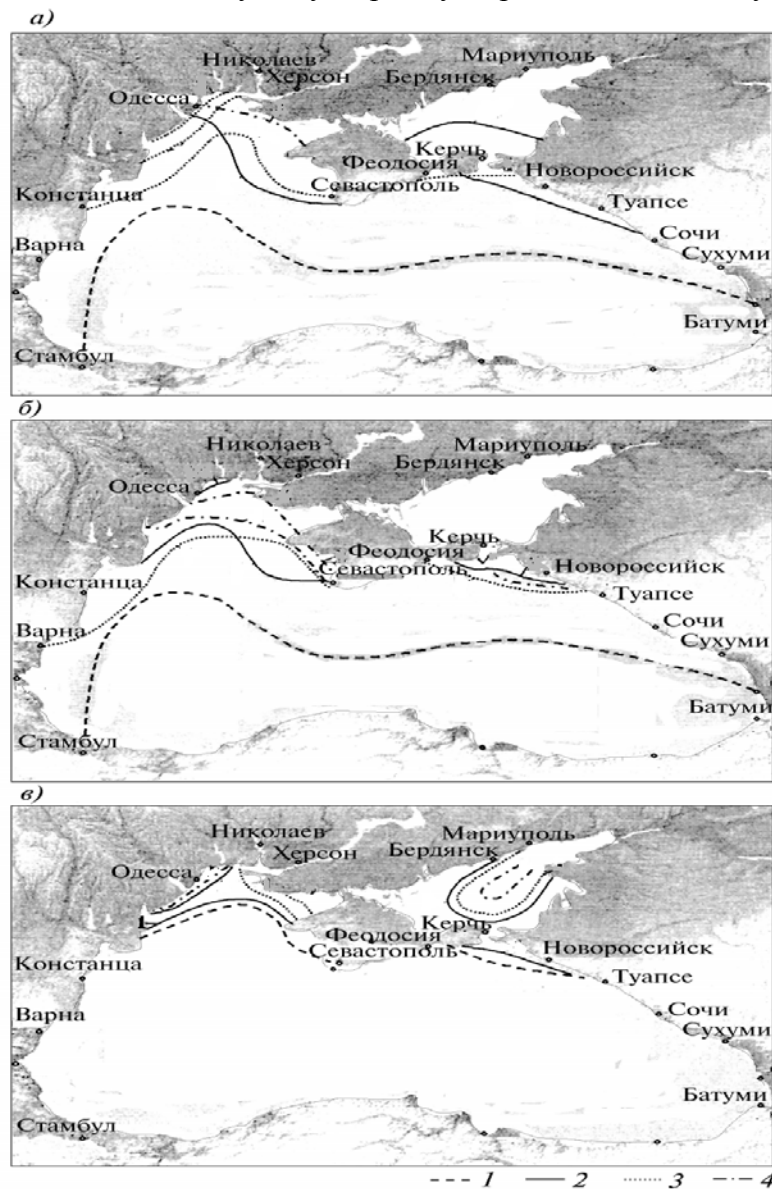 а)
Николаев
Херсон
Мариуполь
Бердянск
Одесса
Керчь
Феодосия
Новороссийск
Севастополь
Констанца
Туапсе
Сочи
Варна
Сухуми
Батуми
Стамбул
б)
Николаев
Мариуполь
Херсон
Бердянск
Одесса
Керчь
Феодосия
Новороссийск
Севастополь
Констанца
Туапсе
Сочи
Варна
Сухуми
Батуми
Стамбул
в)
Николаев
Мариуполь
Херсон
Бердянск
Одесса
Керчь
Феодосия
Новороссийск
Севастополь
Констанца
Туапсе
Сочи
Варна
Сухуми
Батуми
Стамбул
1 2 3 4